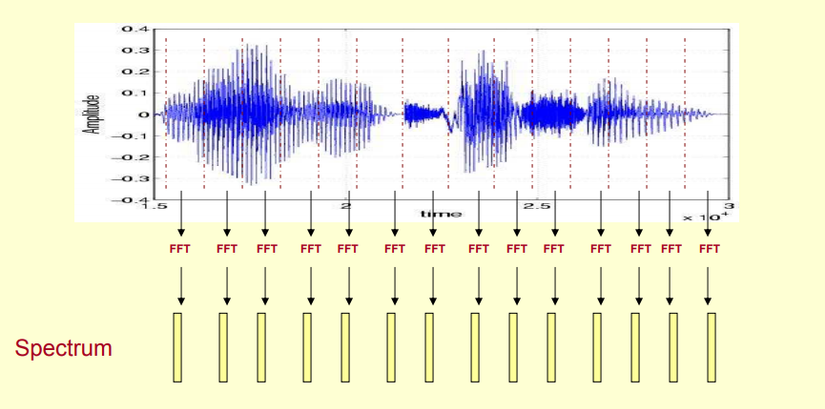 0.4
0.3
0.2
0.1
0
-0.1
-0.2
-0.3
-0.4
Amplitude
1.5 2 2.5 3
time
x 10⁴
FFT FFT FFT FFT FFT FFT FFT FFT FFT FFT FFT FFT FFT FFT
Spectrum